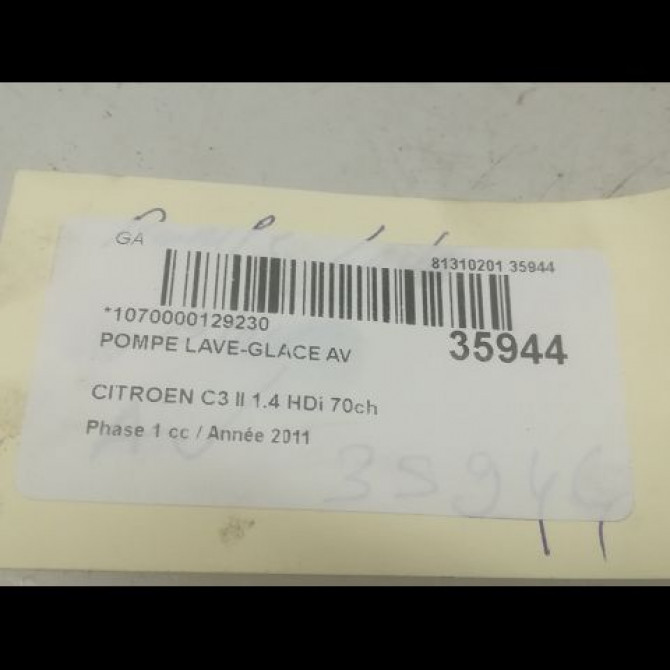 GA
81310201 35944
*1070000129230
35944
POMPE LAVE-GLACE AV
CITROEN C3 II 1.4 HDi 70ch
Phase 1 cc / Année 2011
AV
35944